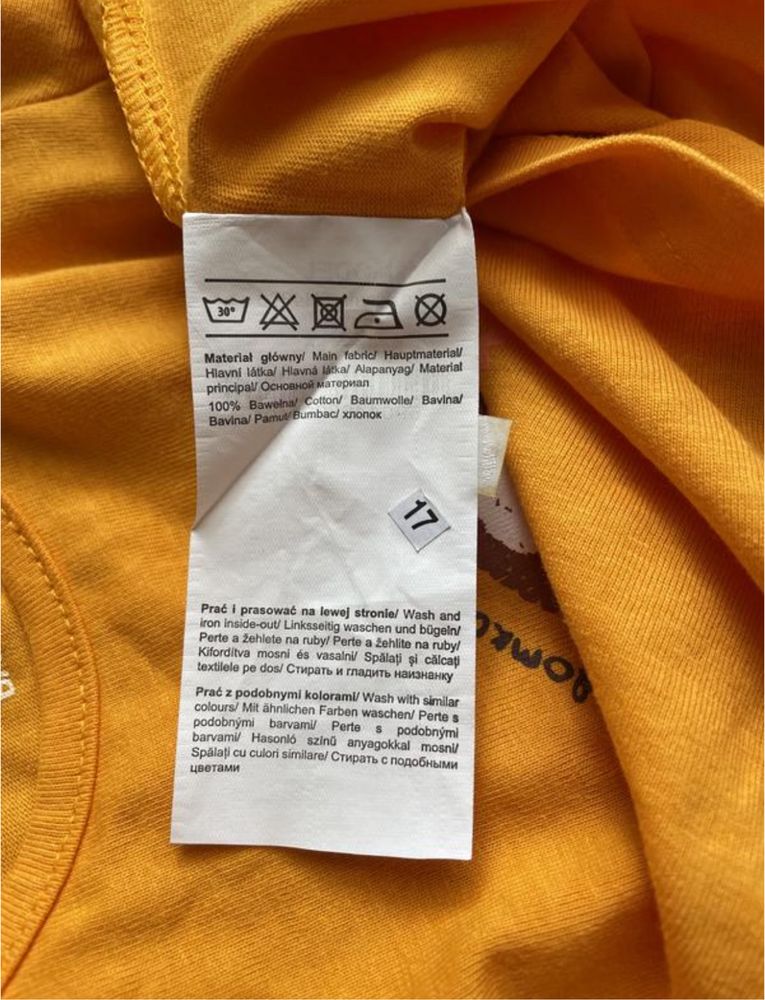 30°
Materiał główny/ Main fabric/ Hauptmaterial/
Hlavní látka/ Hlavná látka/ Alapanyag/ Material
principal/ Основной материал
100% Bawełna/ Cotton/ Baumwolle/ Bavlna/
Bavlna/ Pamut/ Bumbac/ хлопок
17
Prać i prasować na lewej stronie/ Wash and
iron inside-out/ Linksseitig waschen und bügeln/
Perte a žehlete na ruby/ Perte a žehlite na ruby/
Kifordítva mosni és vasalni/ Spălați și călcați
textilele pe dos/ Стирать и гладить наизнанку
Prać z podobnymi kolorami/ Wash with similar
colours/ Mit ähnlichen Farben waschen/ Perte s
podobnými barvami/ Perte s podobnými
barvami/ Hasonló színű anyagokkal mosni/
Spălați cu culori similare/ Стирать с подобными
цветами